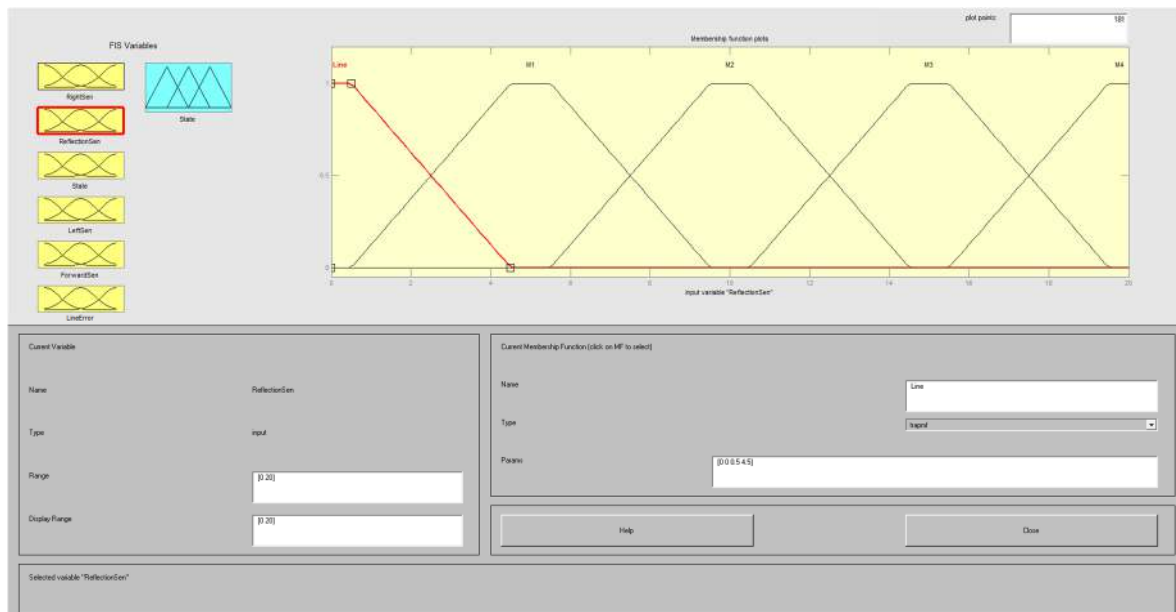 plot points:
181
FIS Variables
Membership function plots
Line
M1
M2
M3
M4
RightSen
State
ReflectionSen
State
LeftSen
ForwardSen
LineError
1
0.5
0
0
2
4
6
8
10
12
14
16
18
20
input variable "ReflectionSen"
Current Variable
Name
ReflectionSen
Type
input
Range
[0 20]
Display Range
[0 20]
Current Membership Function (click on MF to select)
Name
Line
Type
trapmf
Params
[0 0 0.5 4.5]
Help
Close
Selected variable "ReflectionSen"